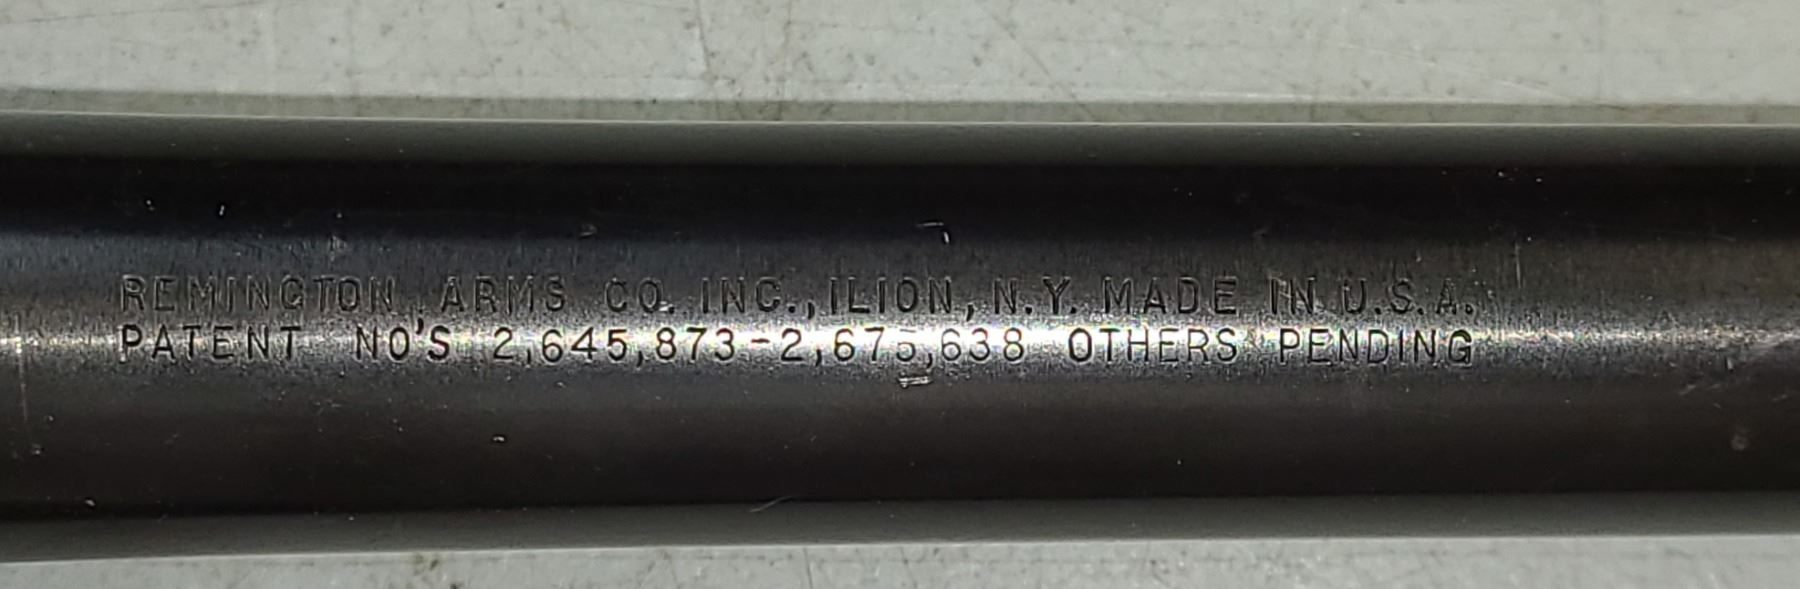 REMINGTON ARMS CO. INC., ILION, N.Y. MADE IN U.S.A.
PATENT NO'S 2,645,873-2,675,638 OTHERS PENDING